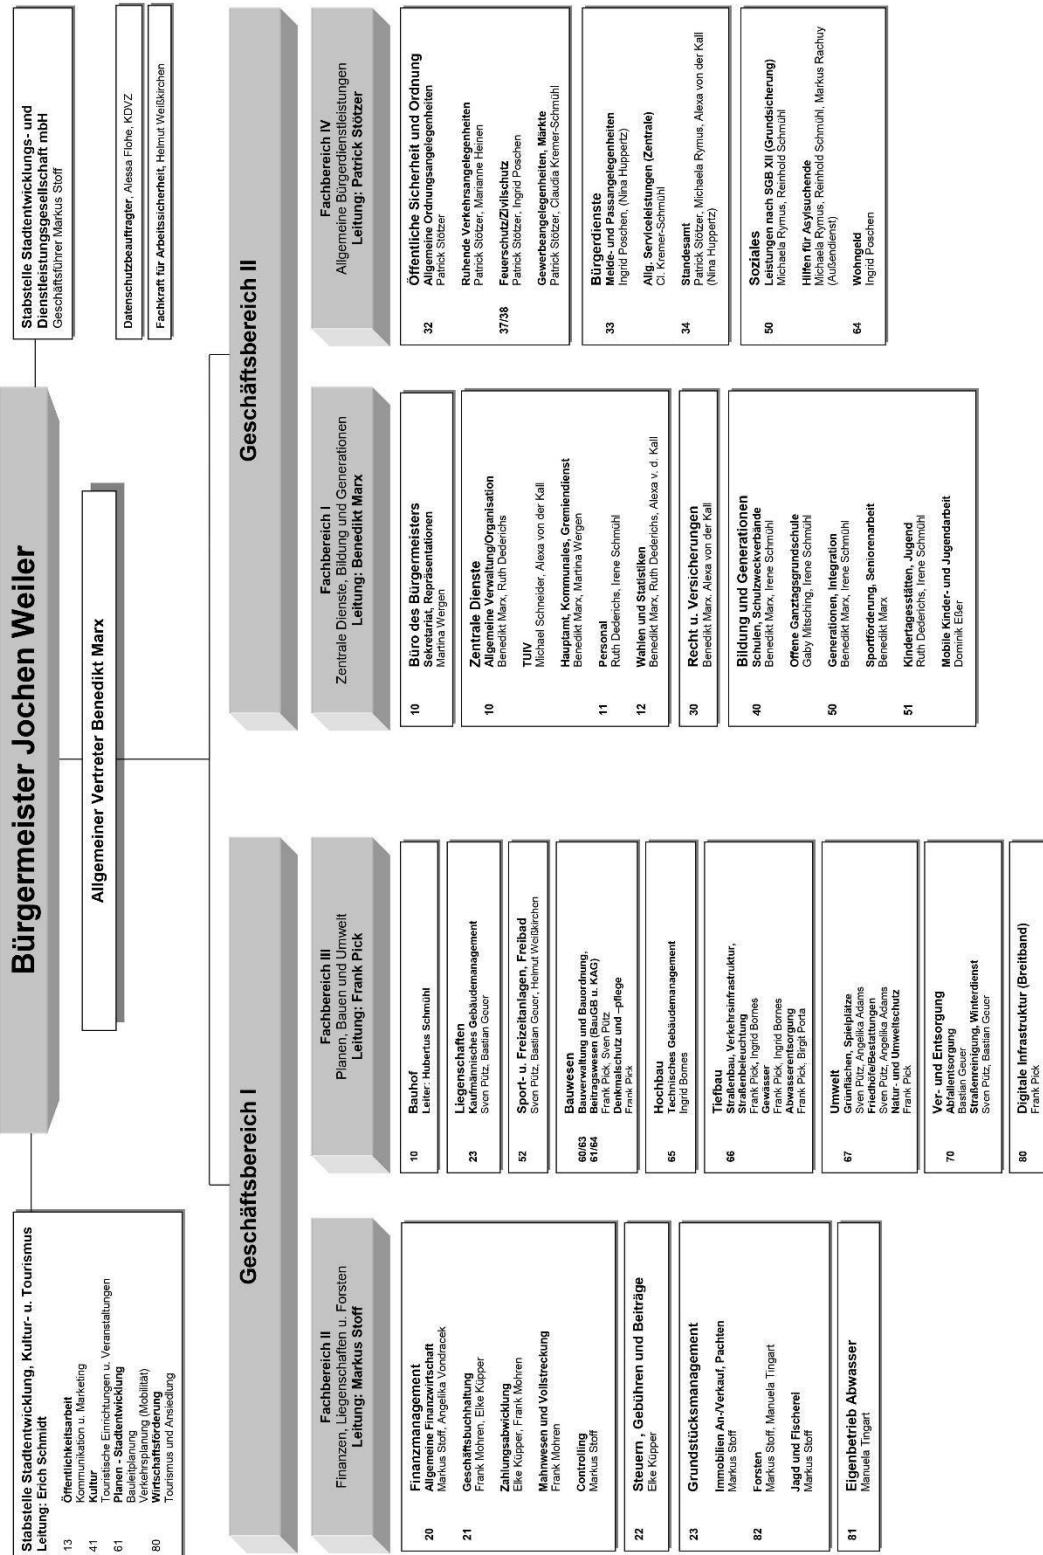 Bürgermeister Jochen Weiler
Allgemeiner Vertreter Benedikt Marx
Stabstelle Stadtentwicklung, Kultur- u. Tourismus
Leitung: Erich Schmidt
13 Öffentlichkeitsarbeit
Kommunikation u. Marketing
41 Kultur
Touristische Einrichtungen u. Veranstaltungen
61 Planen - Stadtentwicklung
Bauleitplanung
Verkehrsplanung (Mobilität)
80 Wirtschaftsförderung
Tourismus und Ansiedlung
Stabstelle Stadtentwicklungs- und
Dienstleistungsgesellschaft mbH
Geschäftsführer Markus Stoff
Datenschutzbeauftragter, Alessa Flohe, KDVZ
Fachkraft für Arbeitssicherheit, Helmut Weißkirchen
Geschäftsbereich I
Fachbereich II
Finanzen, Liegenschaften u. Forsten
Leitung: Markus Stoff
Finanzmanagement
20 Allgemeine Finanzwirtschaft
Markus Stoff, Angelika Vondracek
21 Geschäftsbuchhaltung
Frank Mohren, Elke Küpper
Zahlungsabwicklung
Elke Küpper, Frank Mohren
Mahnwesen und Vollstreckung
Frank Mohren
Controlling
Markus Stoff
22 Steuern , Gebühren und Beiträge
Elke Küpper
23 Grundstücksmanagement
Immobilien An-/Verkauf, Pachten
Markus Stoff
82 Forsten
Markus Stoff, Manuela Tingart
Jagd und Fischerei
Markus Stoff
81 Eigenbetrieb Abwasser
Manuela Tingart
Fachbereich III
Planen, Bauen und Umwelt
Leitung: Frank Pick
10 Bauhof
Leiter: Hubertus Schmühl
Liegenschaften
23 Kaufmännisches Gebäudemanagement
Sven Pütz, Bastian Geuer
52 Sport- u. Freizeitanlagen, Freibad
Sven Pütz, Bastian Geuer, Helmut Weißkirchen
Bauwesen
60/63 Bauverwaltung und Bauordnung,
61/64 Beitragswesen (BauGB u. KAG)
Frank Pick, Sven Pütz
Denkmalschutz und –pflege
Frank Pick
Hochbau
65 Technisches Gebäudemanagement
Ingrid Bornes
Tiefbau
66 Straßenbau, Verkehrsinfrastruktur,
Straßenbeleuchtung
Frank Pick, Ingrid Bornes
Gewässer
Frank Pick, Ingrid Bornes
Abwasserentsorgung
Frank Pick, Birgit Porta
Umwelt
67 Grünflächen, Spielplätze
Sven Pütz, Angelika Adams
Friedhöfe/Bestattungen
Sven Pütz, Angelika Adams
Natur- und Umweltschutz
Frank Pick
Ver- und Entsorgung
70 Abfallentsorgung
Bastian Geuer
Straßenreinigung, Winterdienst
Sven Pütz, Bastian Geuer
80 Digitale Infrastruktur (Breitband)
Frank Pick
Geschäftsbereich II
Fachbereich I
Zentrale Dienste, Bildung und Generationen
Leitung: Benedikt Marx
Büro des Bürgermeisters
10 Sekretariat, Repräsentationen
Martina Wergen
Zentrale Dienste
10 Allgemeine Verwaltung/Organisation
Benedikt Marx, Ruth Dederichs
TUIV
Michael Schneider, Alexa von der Kall
Hauptamt, Kommunales, Gremiendienst
Benedikt Marx, Martina Wergen
11 Personal
Ruth Dederichs, Irene Schmühl
12 Wahlen und Statistiken
Benedikt Marx, Ruth Dederichs, Alexa v. d. Kall
30 Recht u. Versicherungen
Benedikt Marx, Alexa von der Kall
Bildung und Generationen
40 Schulen, Schulzweckverbände
Benedikt Marx, Irene Schmühl
Offene Ganztagsgrundschule
Gaby Mitsching, Irene Schmühl
50 Generationen, Integration
Benedikt Marx, Irene Schmühl
Sportförderung, Seniorenarbeit
Benedikt Marx
51 Kindertagesstätten, Jugend
Ruth Dederichs, Irene Schmühl
Mobile Kinder- und Jugendarbeit
Dominik Eßer
Fachbereich IV
Allgemeine Bürgerdienstleistungen
Leitung: Patrick Stötzer
Öffentliche Sicherheit und Ordnung
32 Allgemeine Ordnungsangelegenheiten
Patrick Stötzer
Ruhende Verkehrsangelegenheiten
Patrick Stötzer, Marianne Heinen
37/38 Feuerschutz/Zivilschutz
Patrick Stötzer, Ingrid Poschen
Gewerbeangelegenheiten, Märkte
Patrick Stötzer, Claudia Kremer-Schmühl
Bürgerdienste
33 Melde- und Passangelegenheiten
Ingrid Poschen, (Nina Huppertz)
Allg. Serviceleistungen (Zentrale)
Cl. Kremer-Schmühl
34 Standesamt
Patrick Stötzer, Michaela Rymus, Alexa von der Kall
(Nina Huppertz)
Soziales
50 Leistungen nach SGB XII (Grundsicherung)
Michaela Rymus, Reinhold Schmühl
Hilfen für Asylsuchende
Michaela Rymus, Reinhold Schmühl, Markus Rachuy
(Außendienst)
64 Wohngeld
Ingrid Poschen